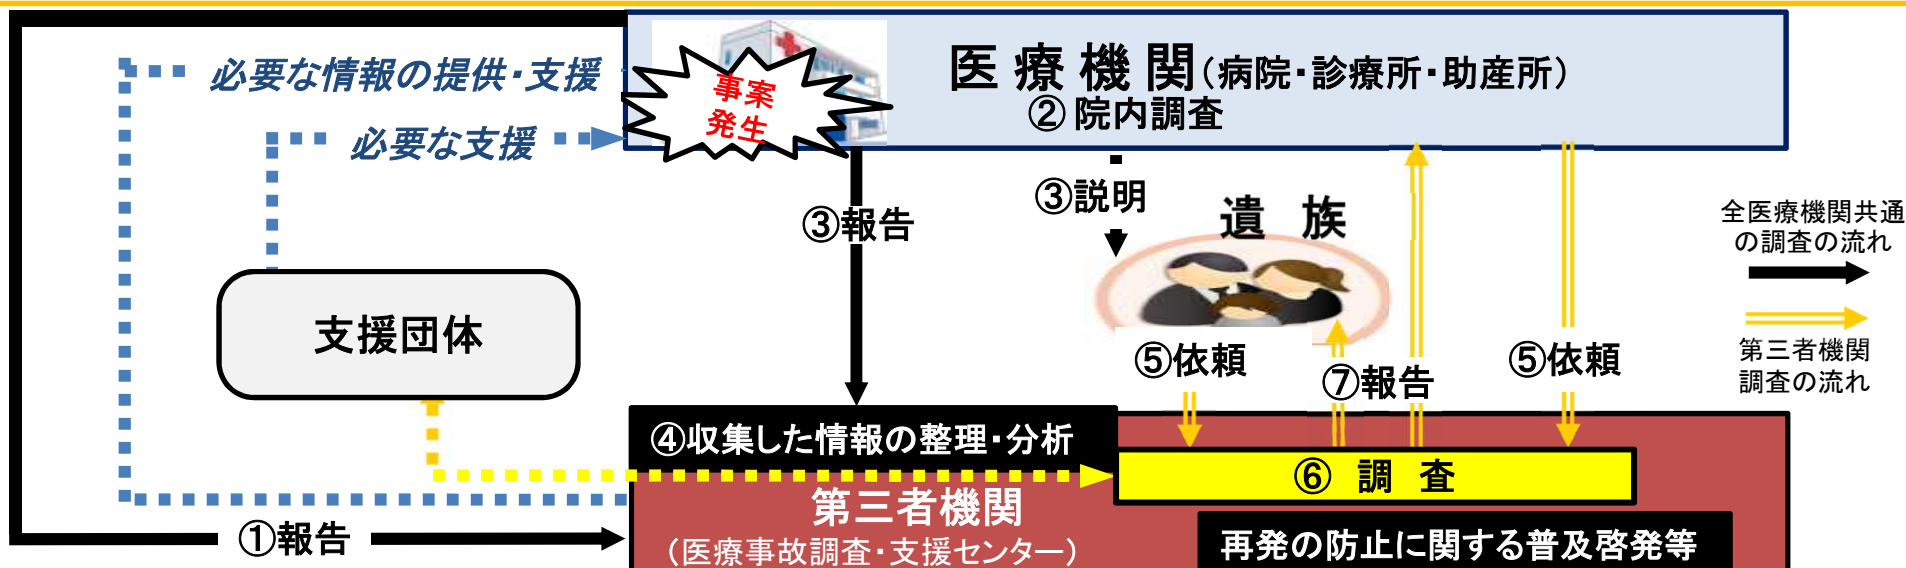 医療機関(病院・診療所・助産所)
必要な情報の提供・支援
事案
発生
②院内調査
必要な支援
③説明
③報告
遺族
全医療機関共通
の調査の流れ
支援団体
第三者機関
調査の流れ
⑤依頼
⑦報告
⑤依頼
④収集した情報の整理・分析
⑥ 調 査
第三者機関
(医療事故調査・支援センター)
①報告
再発の防止に関する普及啓発等